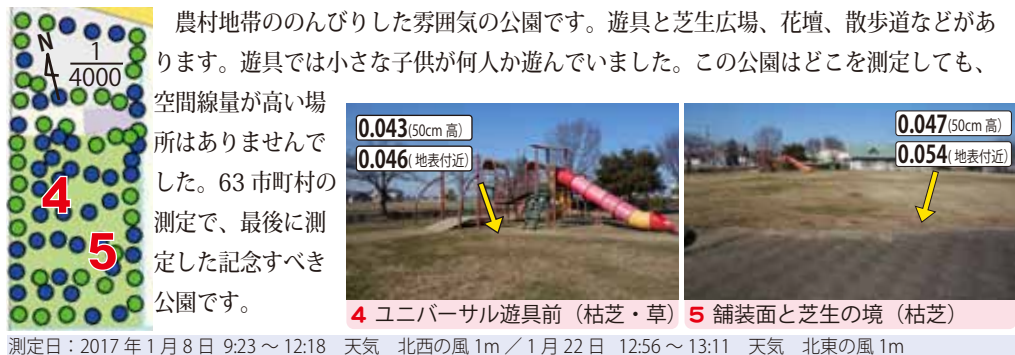 農村地帯ののんびりした雰囲気の公園です。遊具と芝生広場、花壇、散歩道などがあ
ります。遊具では小さな子供が何人か遊んでいました。この公園はどこを測定しても、
空間線量が高い場
所はありませんで
した。63 市町村の
測定で、最後に測
定した記念すべき
公園です。
N
1
4000
4
5
0.043(50cm 高)
0.046(地表付近)
4 ユニバーサル遊具前（枯芝・草）
0.047(50cm 高)
0.054(地表付近)
5 舗装面と芝生の境（枯芝）
測定日：2017 年 1 月 8 日 9:23 ～ 12:18 天気 北西の風 1m ／ 1 月 22 日 12:56 ～ 13:11 天気 北東の風 1m